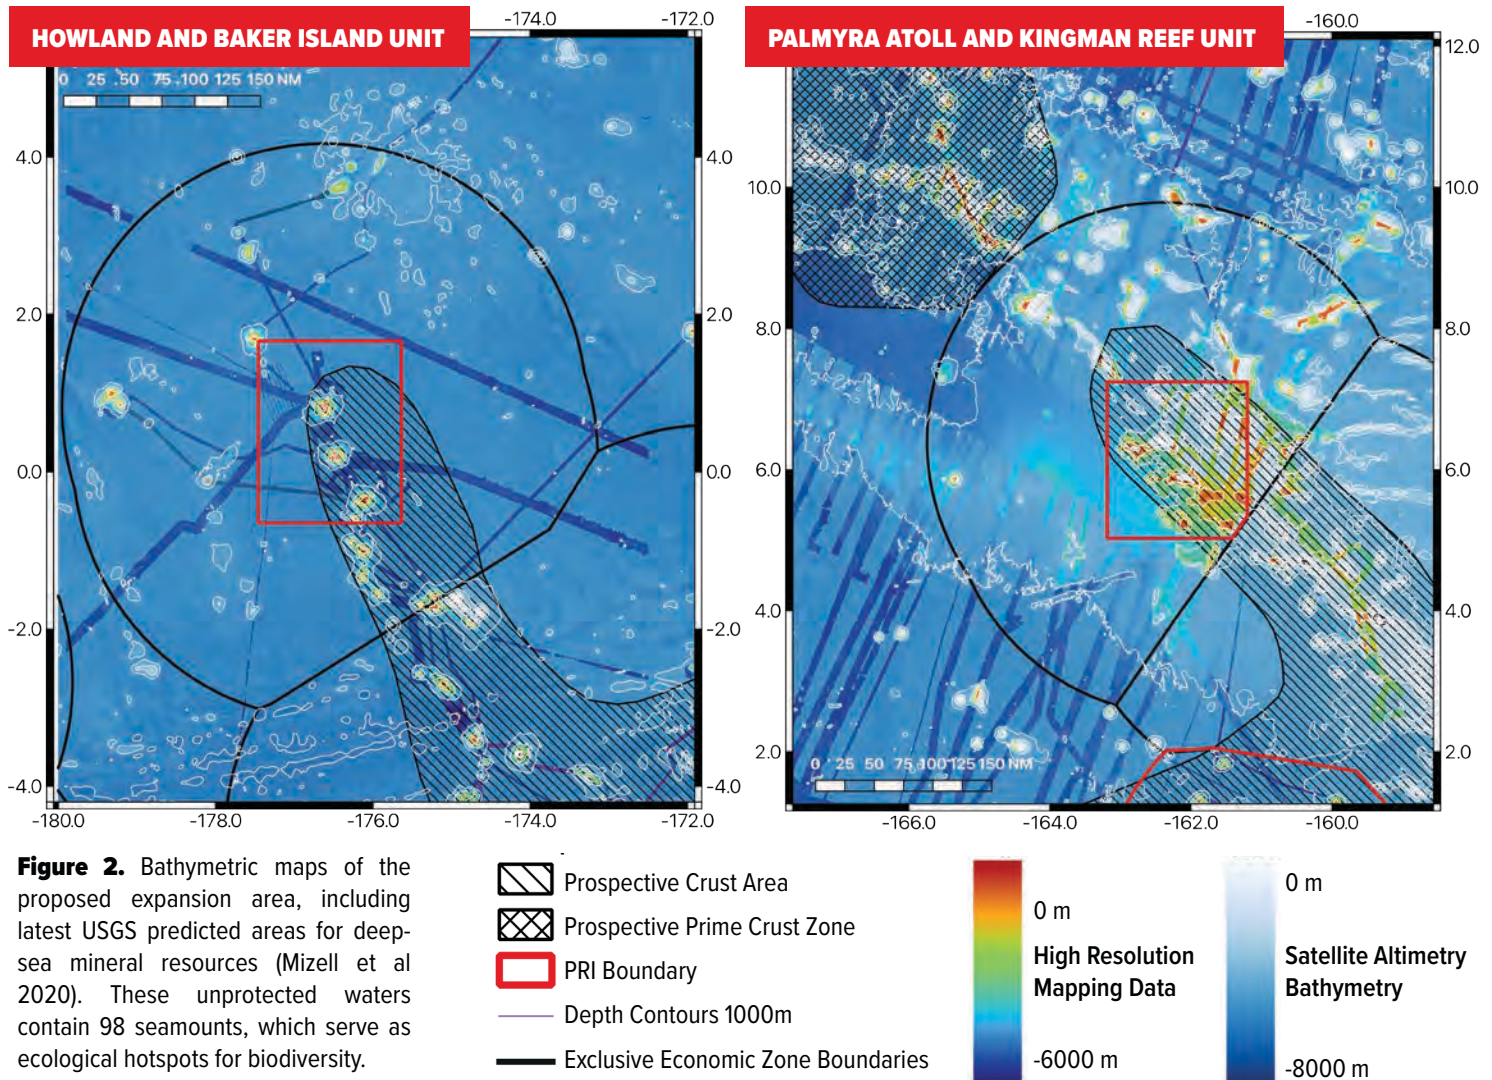 HOWLAND AND BAKER ISLAND UNIT
-174.0
-172.0
0 25 50 75 100 125 150 NM
4.0
4.0
2.0
2.0
0.0
0.0
-2.0
-2.0
-4.0
-4.0
-180.0
-178.0
-176.0
-174.0
-172.0
PALMYRA ATOLL AND KINGMAN REEF UNIT
-160.0
12.0
10.0
10.0
8.0
8.0
6.0
6.0
4.0
4.0
2.0
2.0
0 25 50 75 100 125 150 NM
-166.0
-164.0
-162.0
-160.0
Figure 2. Bathymetric maps of the
proposed expansion area, including
latest USGS predicted areas for deep-
sea mineral resources (Mizell et al
2020). These unprotected waters
contain 98 seamounts, which serve as
ecological hotspots for biodiversity.
Prospective Crust Area
Prospective Prime Crust Zone
PRI Boundary
Depth Contours 1000m
Exclusive Economic Zone Boundaries
0 m
High Resolution
Mapping Data
-6000 m
0 m
Satellite Altimetry
Bathymetry
-8000 m